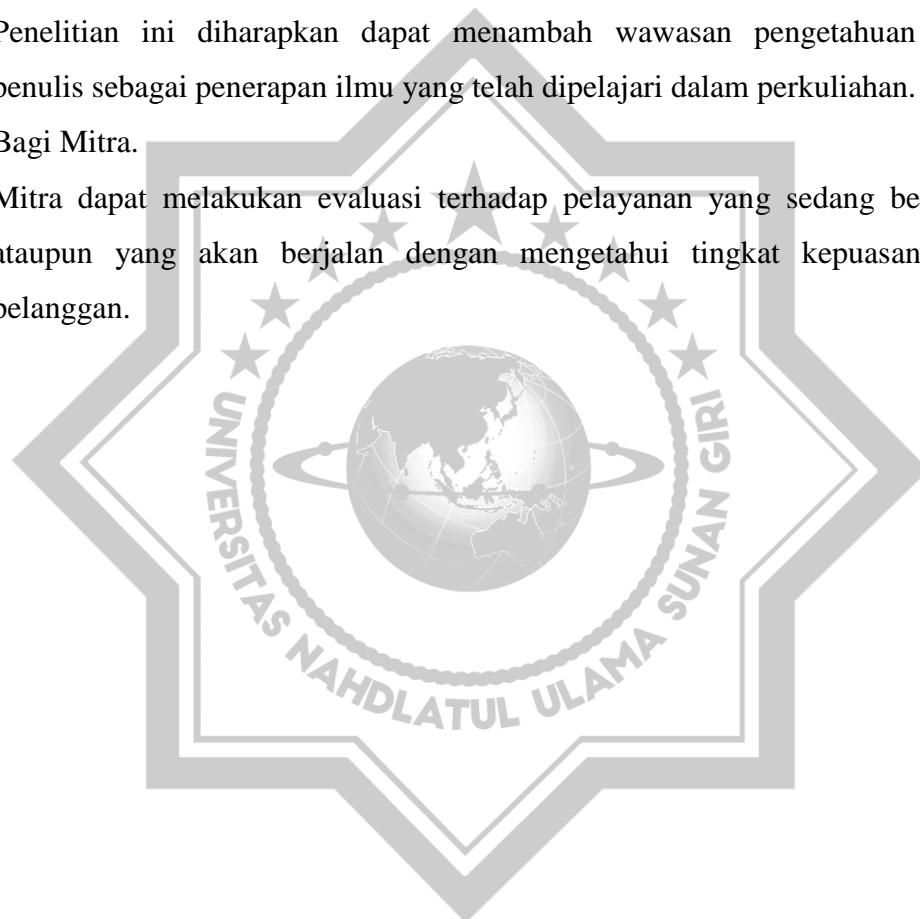 Penelitian ini diharapkan dapat menambah wawasan pengetahuan
penulis sebagai penerapan ilmu yang telah dipelajari dalam perkuliahan.
Bagi Mitra.
Mitra dapat melakukan evaluasi terhadap pelayanan yang sedang be
ataupun yang akan berjalan dengan mengetahui tingkat kepuasan
pelanggan.
UNIVERSITAS NAHDLATUL ULAMA SUNAN GIRI